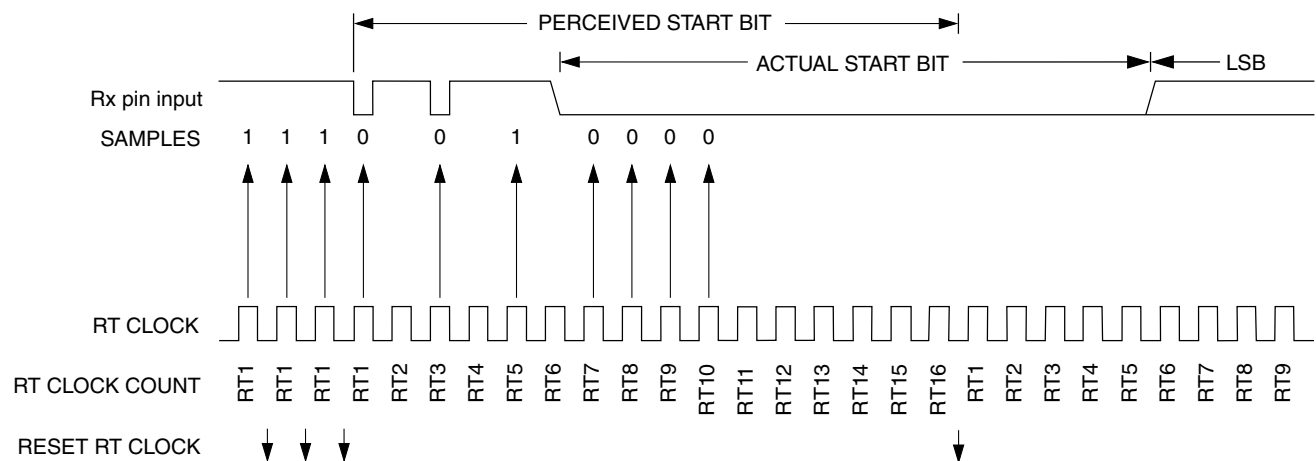 PERCEIVED START BIT
ACTUAL START BIT LSB
Rx pin input
SAMPLES 1 1 1 0 0 1 0 0 0 0
RT CLOCK
RT CLOCK COUNT RT1 RT1 RT1 RT1 RT2 RT3 RT4 RT5 RT6 RT7 RT8 RT9 RT10 RT11 RT12 RT13 RT14 RT15 RT16 RT1 RT2 RT3 RT4 RT5 RT6 RT7 RT8 RT9
RESET RT CLOCK